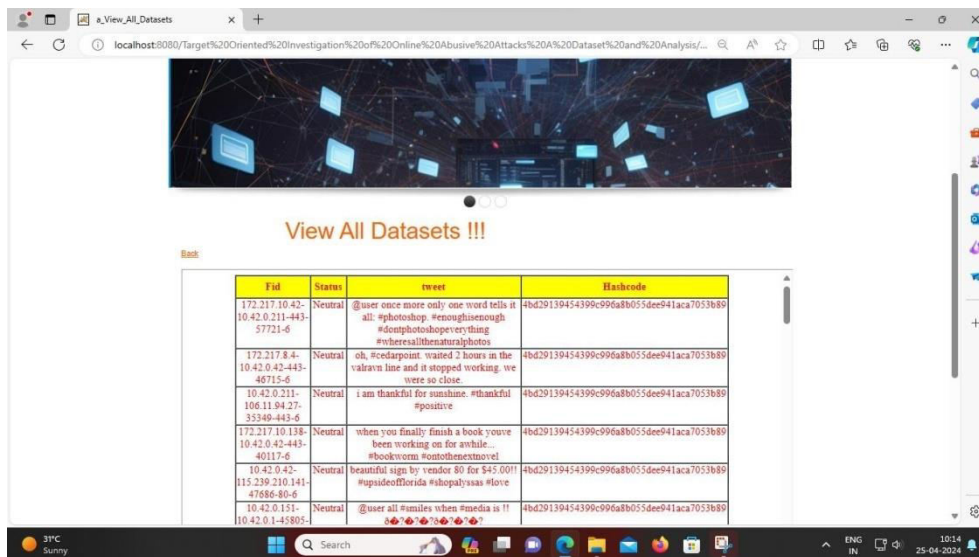 a_View_All_Datasets
localhost:8080/Target%20Oriented%20Investigation%20of%20Online%20Abusive%20Attacks%20A%20Dataset%20and%20Analysis/...
View All Datasets !!!
Back
Fid Status tweet Hashcode
172.217.10.42- Neutral @user once more only one word tells it 4bd29139454399c996a8b055dee941aca7053b89
10.42.0.211-443- all: #photoshop. #enoughisenough
57721-6 #dontphotoshopeverything
#wheresallthenaturalphotos
172.217.8.4- Neutral oh, #cedarpoint. waited 2 hours in the 4bd29139454399c996a8b055dee941aca7053b89
10.42.0.42-443- valravn line and it stopped working. we
46715-6 were so close.
10.42.0.211- Neutral i am thankful for sunshine. #thankful 4bd29139454399c996a8b055dee941aca7053b89
106.11.94.27- #positive
35349-443-6
172.217.10.138- Neutral when you finally finish a book youve 4bd29139454399c996a8b055dee941aca7053b89
10.42.0.42-443- been working on for awhile...
40117-6 #bookworm #ontothenextnovel
10.42.0.42- Neutral beautiful sign by vendor 80 for $45.00!! 4bd29139454399c996a8b055dee941aca7053b89
115.239.210.141- #upsideofflorida #shopalyssas #love
47686-80-6
10.42.0.151- Neutral @user all #smiles when #media is !! 4bd29139454399c996a8b055dee941aca7053b89
10.42.0.1-45805- ð�?�?�?ð�?�?�?
31°C
Sunny
Search
ENG
IN
10:14
25-04-2024